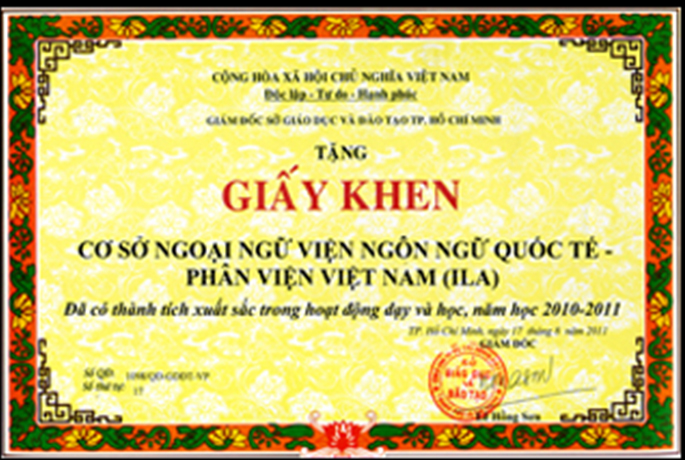 CỘNG HÒA XÃ HỘI CHỦ NGHĨA VIỆT NAM
Độc lập - Tự do - Hạnh phúc
GIÁM ĐỐC SỞ GIÁO DỤC VÀ ĐÀO TẠO TP. HỒ CHÍ MINH
TẶNG
GIẤY KHEN
CƠ SỞ NGOẠI NGỮ VIỆN NGÔN NGỮ QUỐC TẾ -
PHÂN VIỆN VIỆT NAM (ILA)
Đã có thành tích xuất sắc trong hoạt động dạy và học, năm học 2010-2011
TP. Hồ Chí Minh, ngày 17 tháng 6 năm 2011
GIÁM ĐỐC
Số QĐ: 1098/QĐ-GDĐT-VP
Số thứ tự: 17
SỞ
GIÁO DỤC
VÀ
ĐÀO TẠO
Hồng Sơn